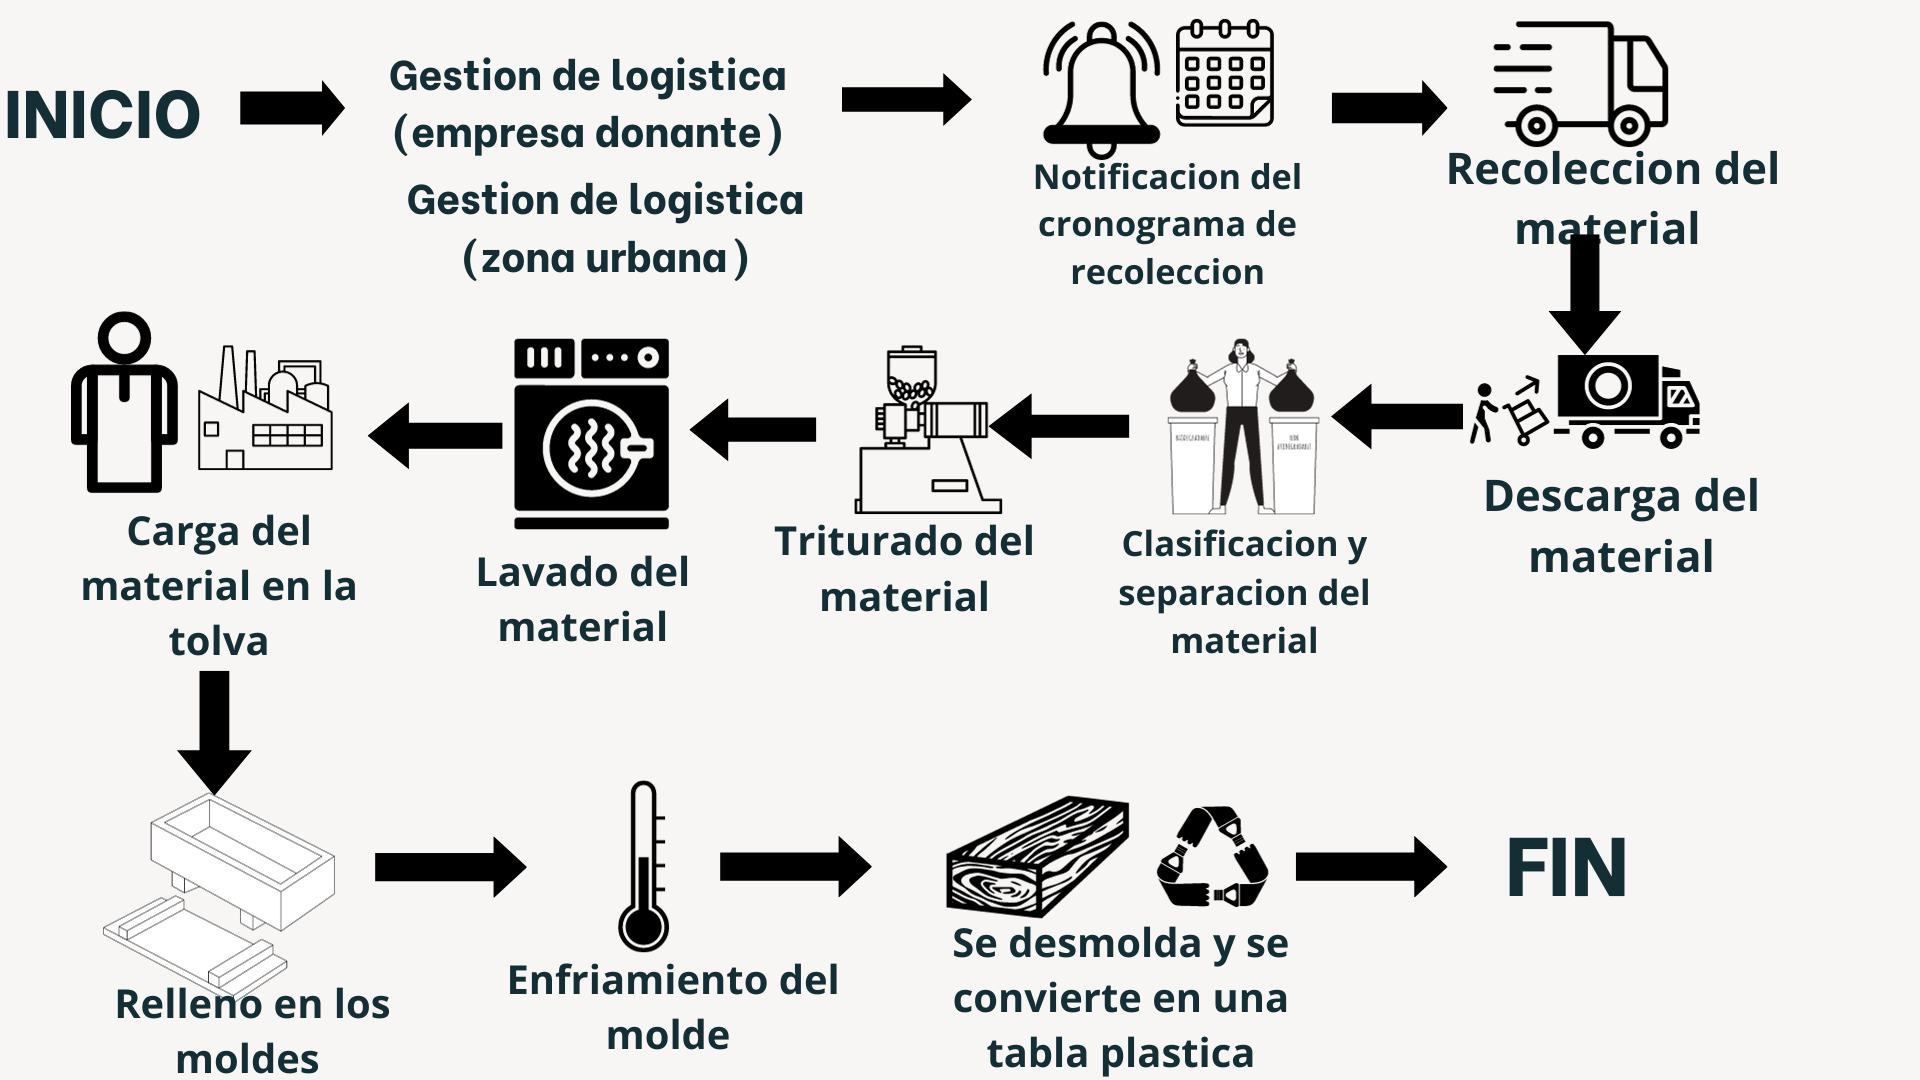 INICIO
Gestion de logistica
(empresa donante)
Gestion de logistica
(zona urbana)
Notificacion del
cronograma de
recoleccion
Recoleccion del
material
Descarga del
material
Clasificacion y
separacion del
material
Triturado del
material
Lavado del
material
Carga del
material en la
tolva
Relleno en los
moldes
Enfriamiento del
molde
Se desmolda y se
convierte en una
tabla plastica
FIN